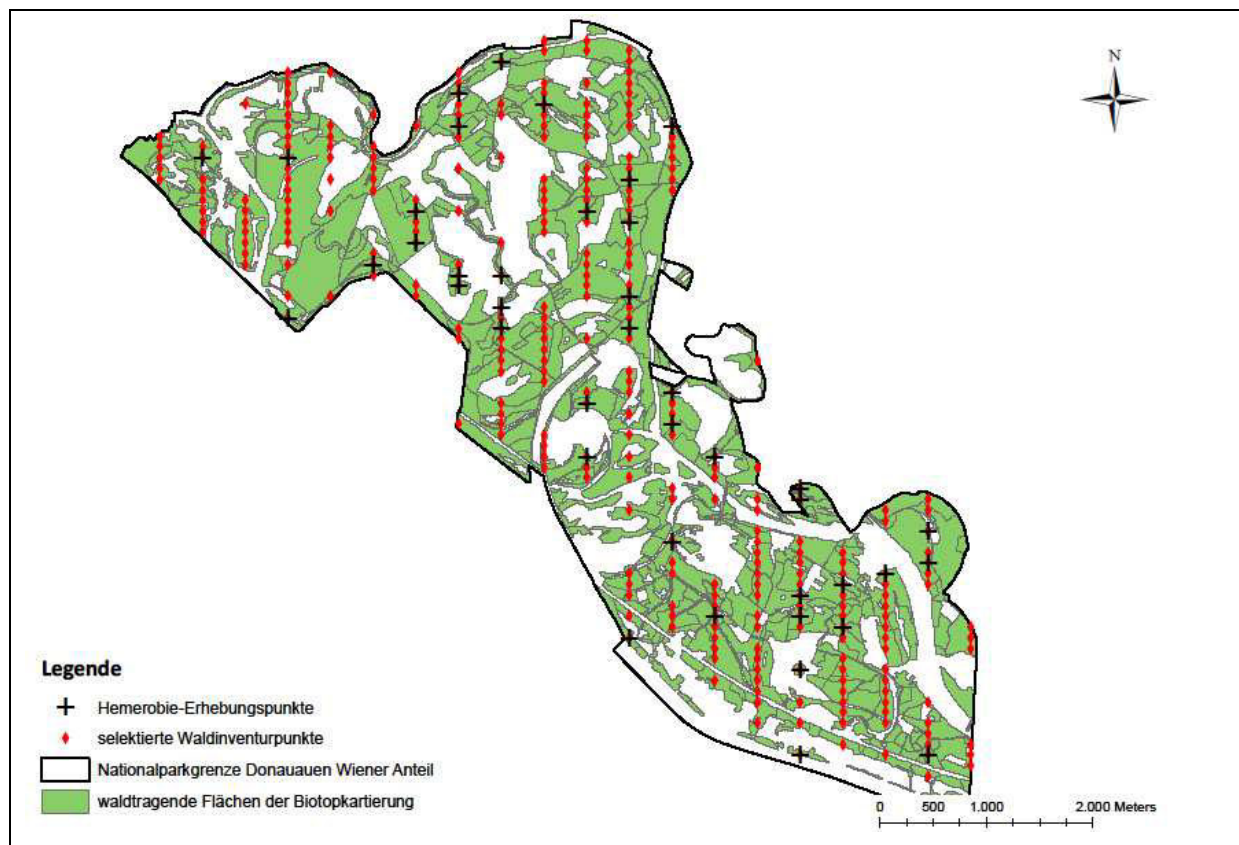 N
Legende
Hemerobie-Erhebungspunkte
selektierte Waldinventurpunkte
Nationalparkgrenze Donauauen Wiener Anteil
waldtragende Flächen der Biotopkartierung
0 500 1.000 2.000 Meters